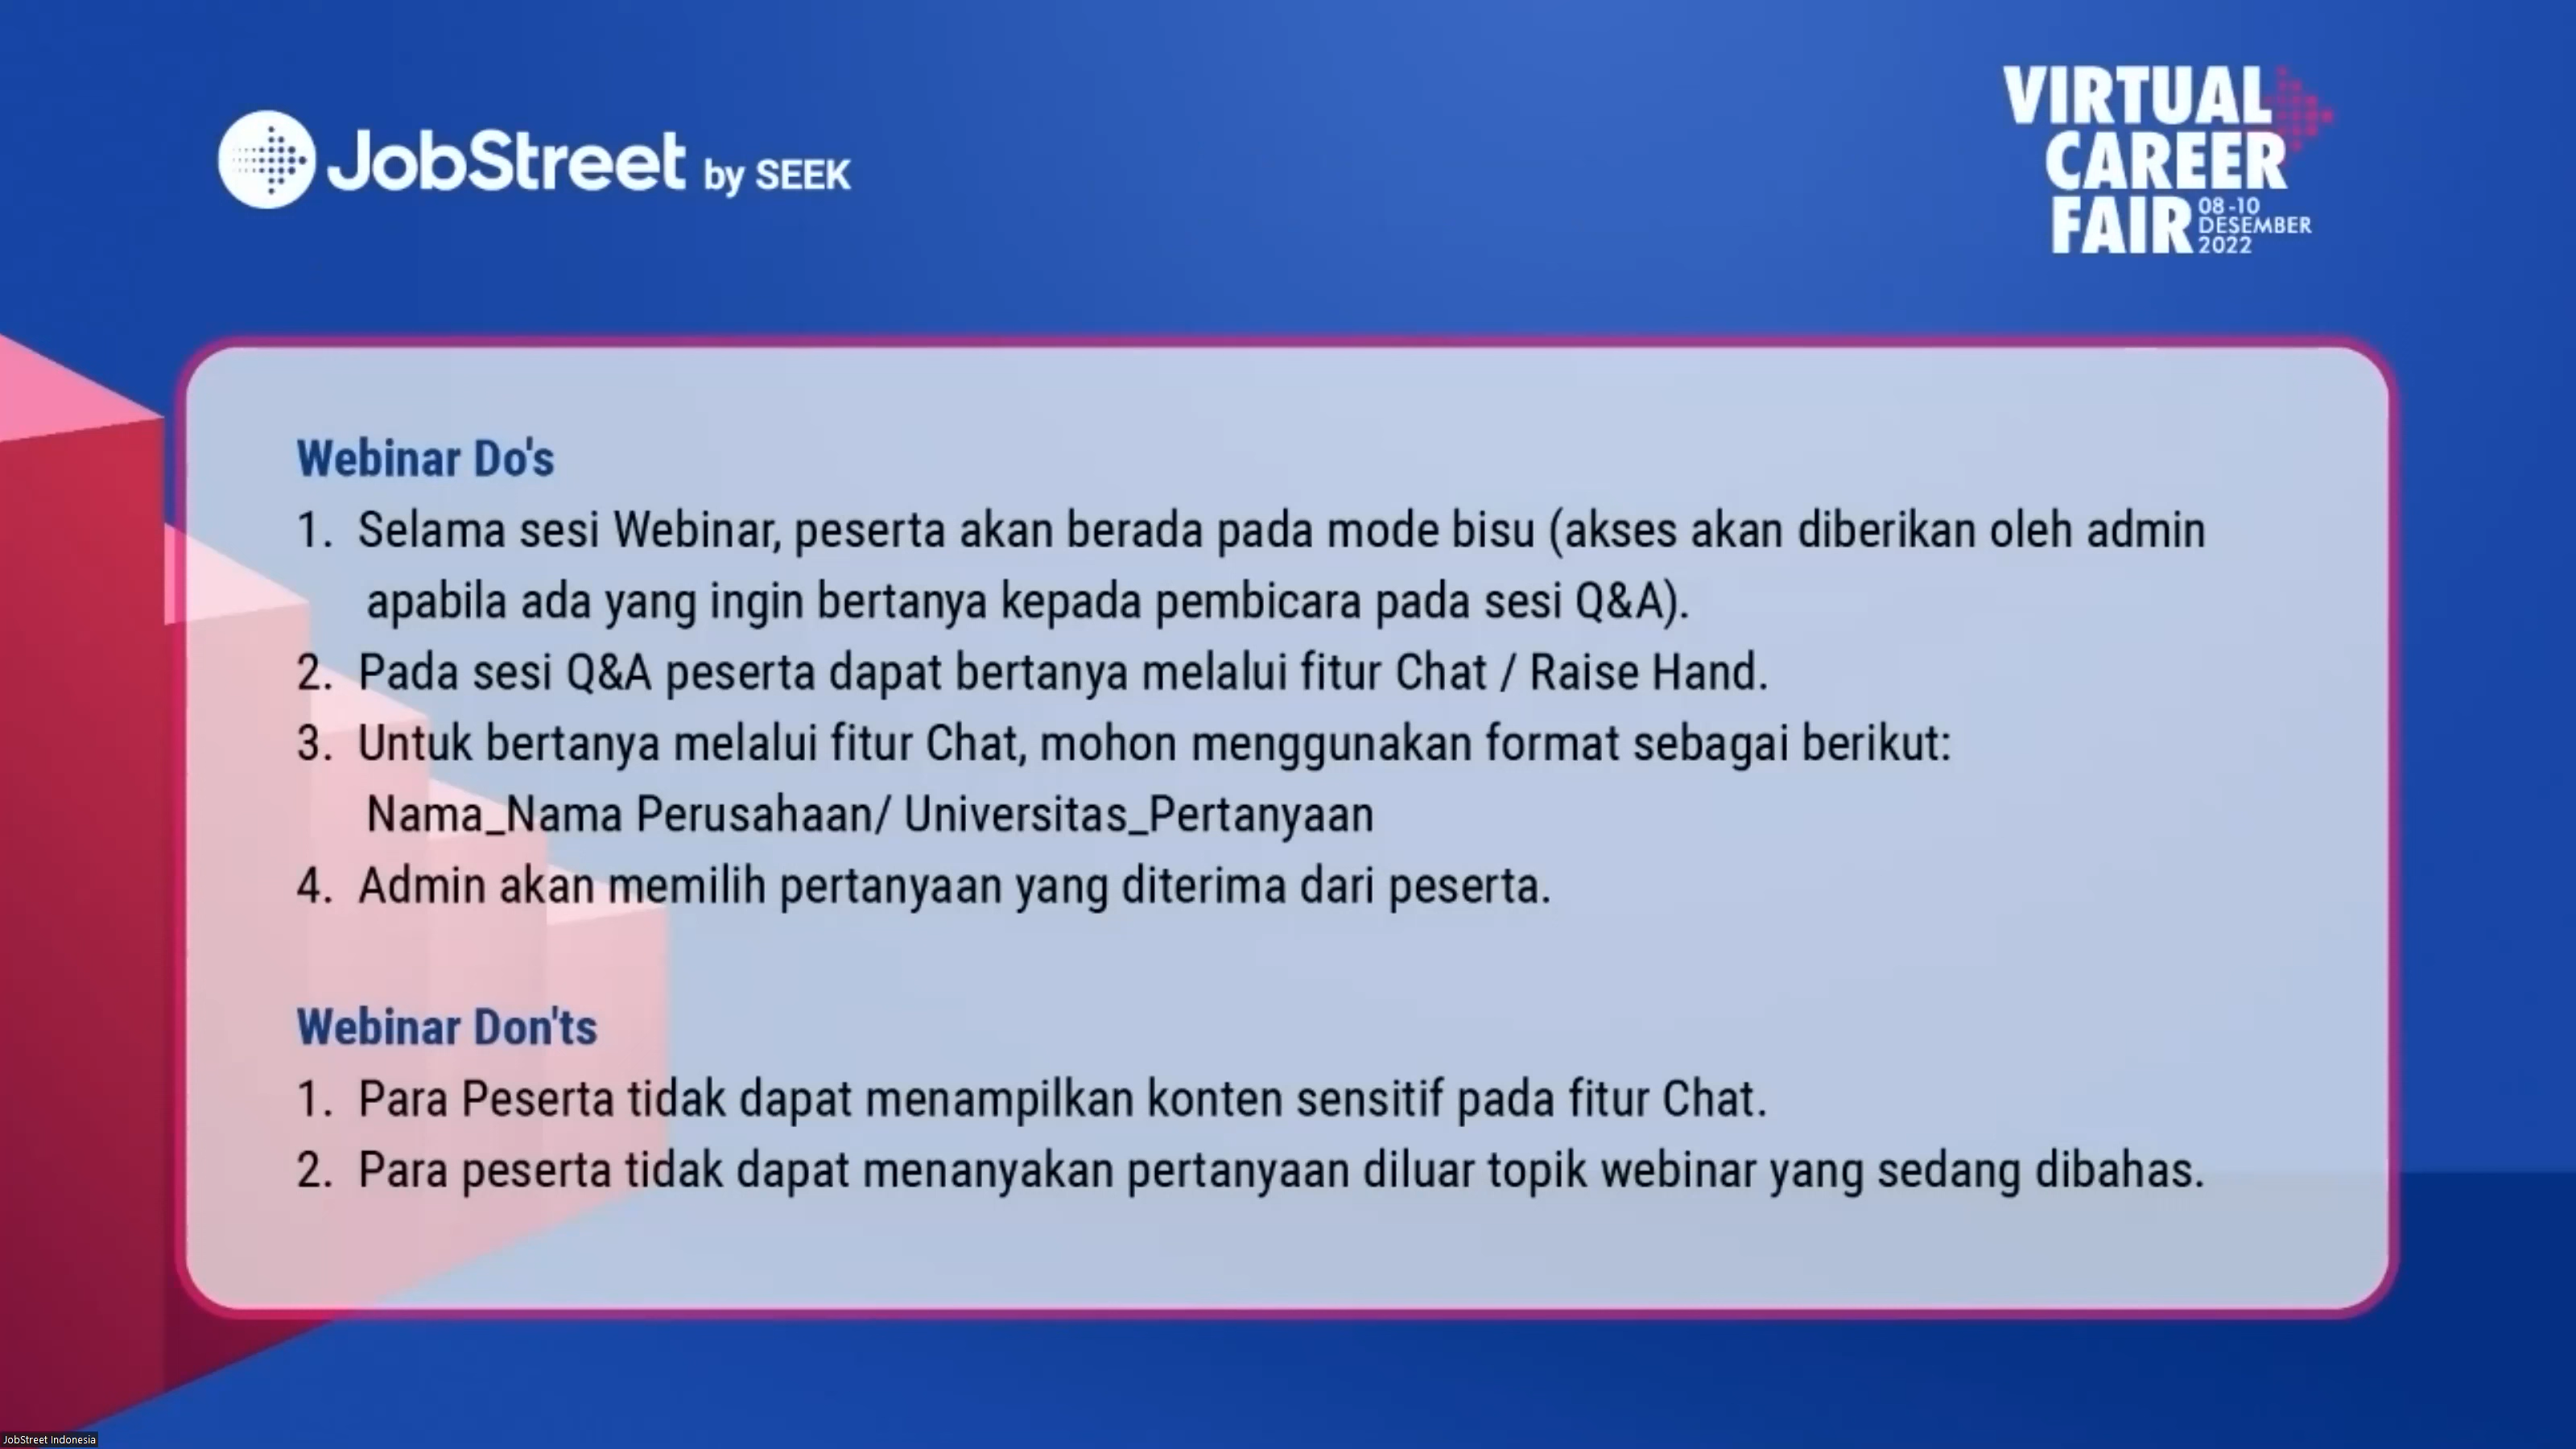 JobStreet by SEEK
VIRTUAL
CAREER
FAIR
08-10
DESEMBER
2022
Webinar Do's
1. Selama sesi Webinar, peserta akan berada pada mode bisu (akses akan diberikan oleh admin
apabila ada yang ingin bertanya kepada pembicara pada sesi Q&A).
2. Pada sesi Q&A peserta dapat bertanya melalui fitur Chat / Raise Hand.
3. Untuk bertanya melalui fitur Chat, mohon menggunakan format sebagai berikut:
Nama_Nama Perusahaan/ Universitas_Pertanyaan
4. Admin akan memilih pertanyaan yang diterima dari peserta.
Webinar Don'ts
1. Para Peserta tidak dapat menampilkan konten sensitif pada fitur Chat.
2. Para peserta tidak dapat menanyakan pertanyaan diluar topik webinar yang sedang dibahas.
JobStreet Indonesia